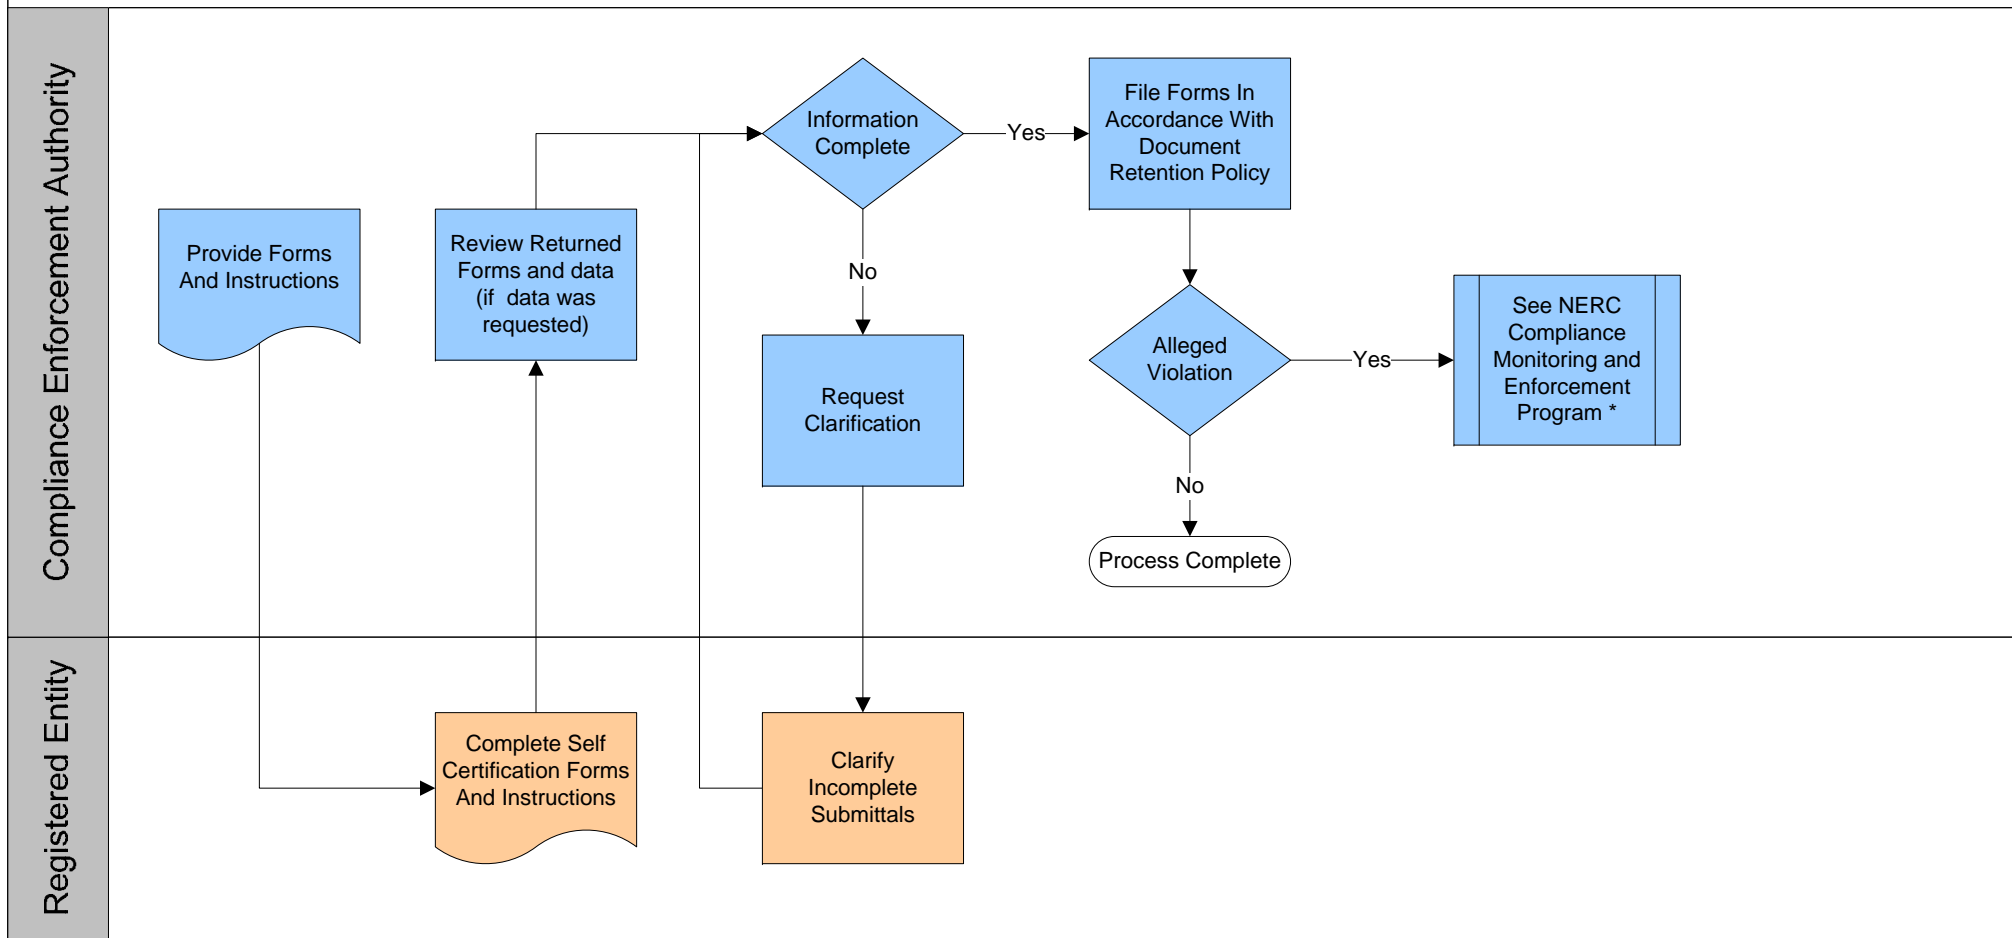 Compliance Enforcement Authority
Provide Forms
And Instructions
Review Returned
Forms and data
(if data was
requested)
Information
Complete
Yes
File Forms In
Accordance With
Document
Retention Policy
No
Request
Clarification
Alleged
Violation
Yes
See NERC
Compliance
Monitoring and
Enforcement
Program *
No
Process Complete
Registered Entity
Complete Self
Certification Forms
And Instructions
Clarify
Incomplete
Submittals